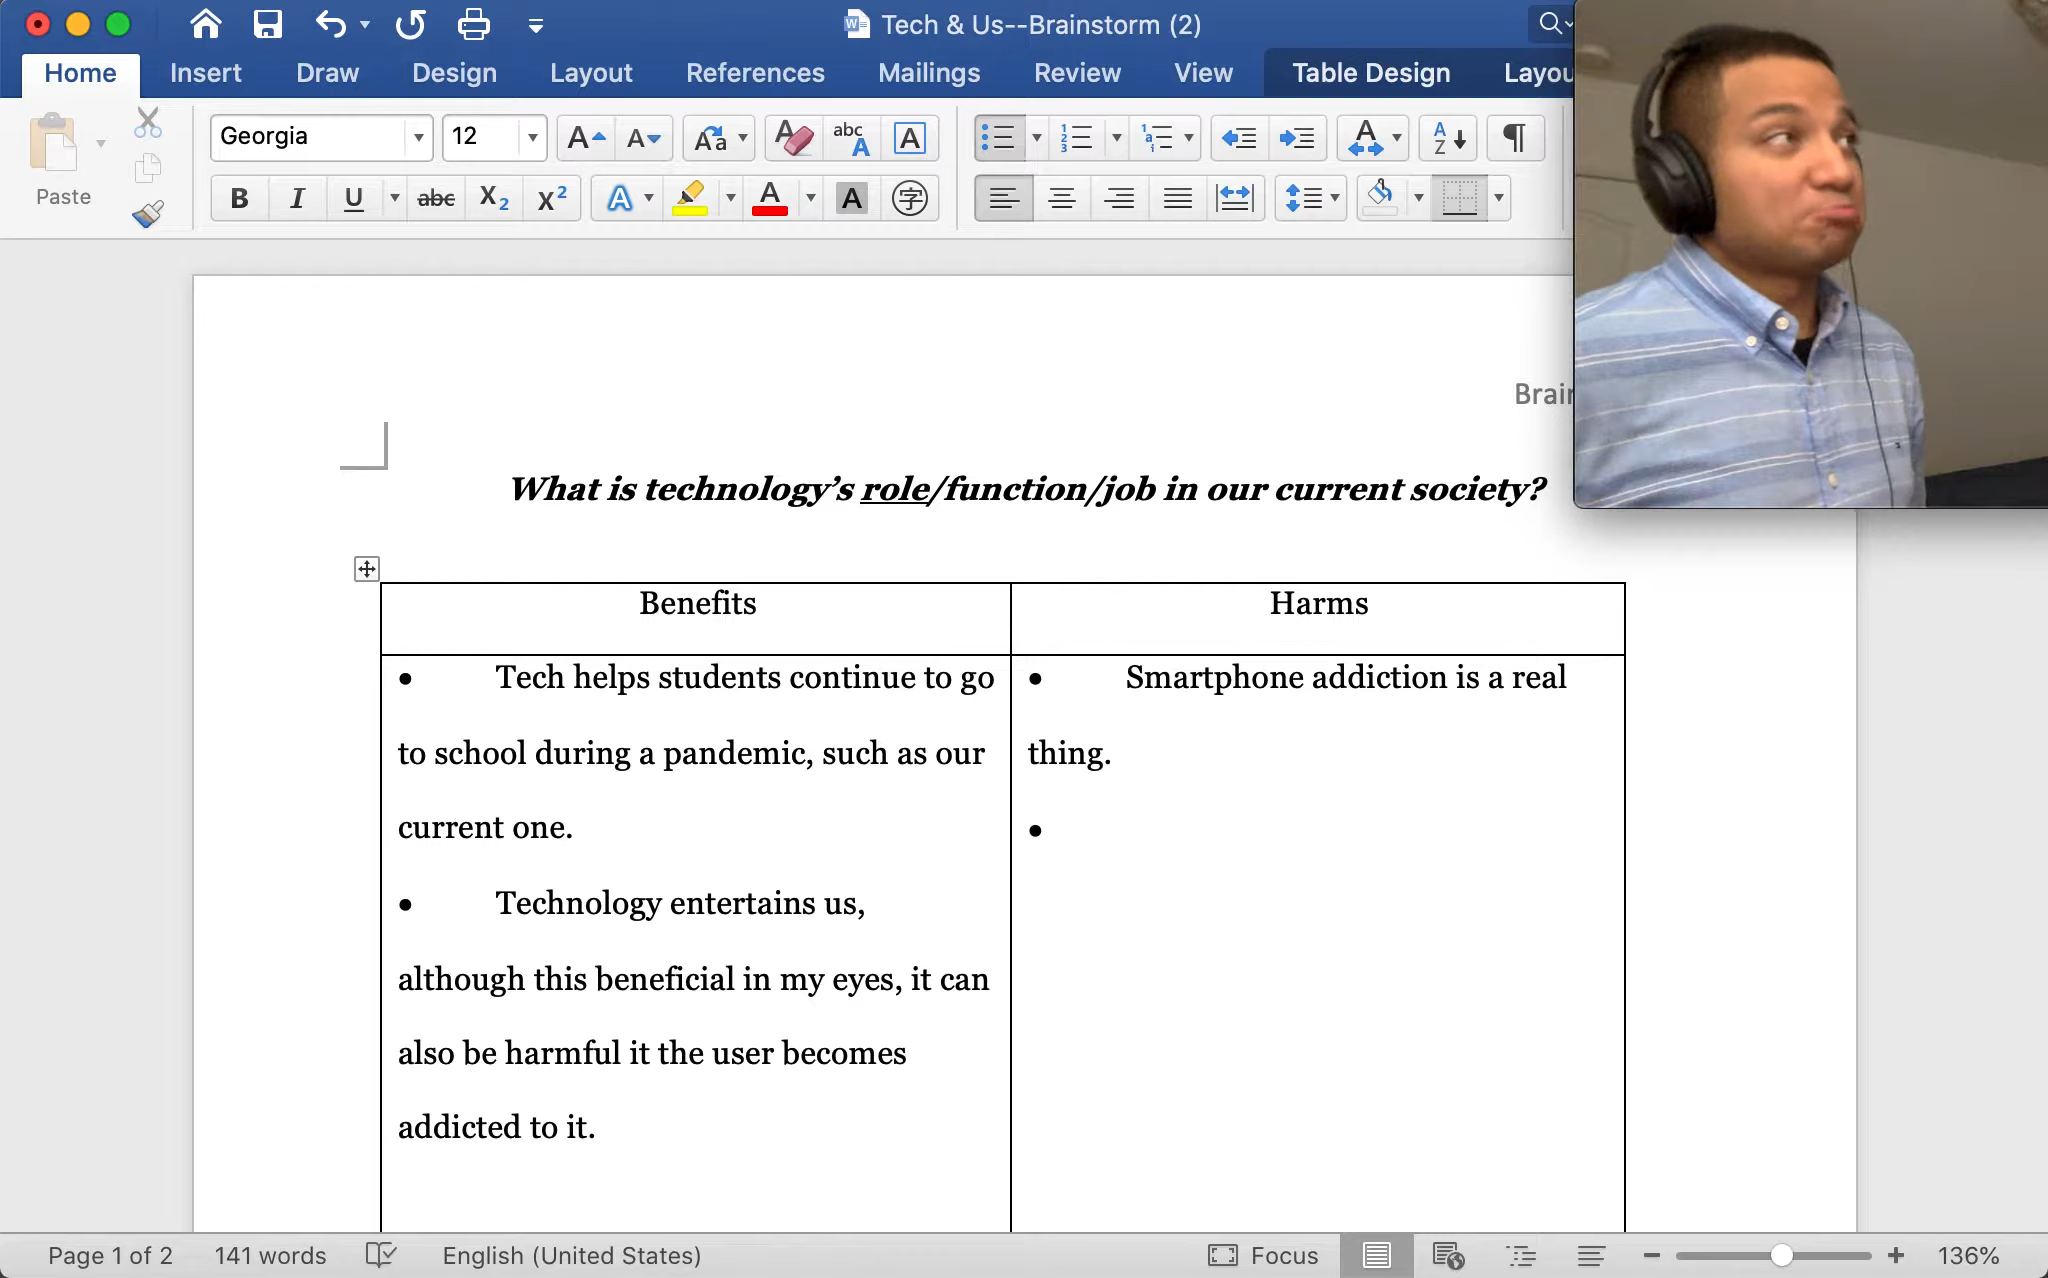 Tech & Us--Brainstorm (2)
Home Insert Draw Design Layout References Mailings Review View Table Design Layou
Paste
Georgia 12
Brain
What is technology’s role/function/job in our current society?
Benefits Harms
• Tech helps students continue to go
to school during a pandemic, such as our
current one.
• Technology entertains us,
although this beneficial in my eyes, it can
also be harmful it the user becomes
addicted to it.
• Smartphone addiction is a real
thing.
•
Page 1 of 2 141 words English (United States) Focus 136%